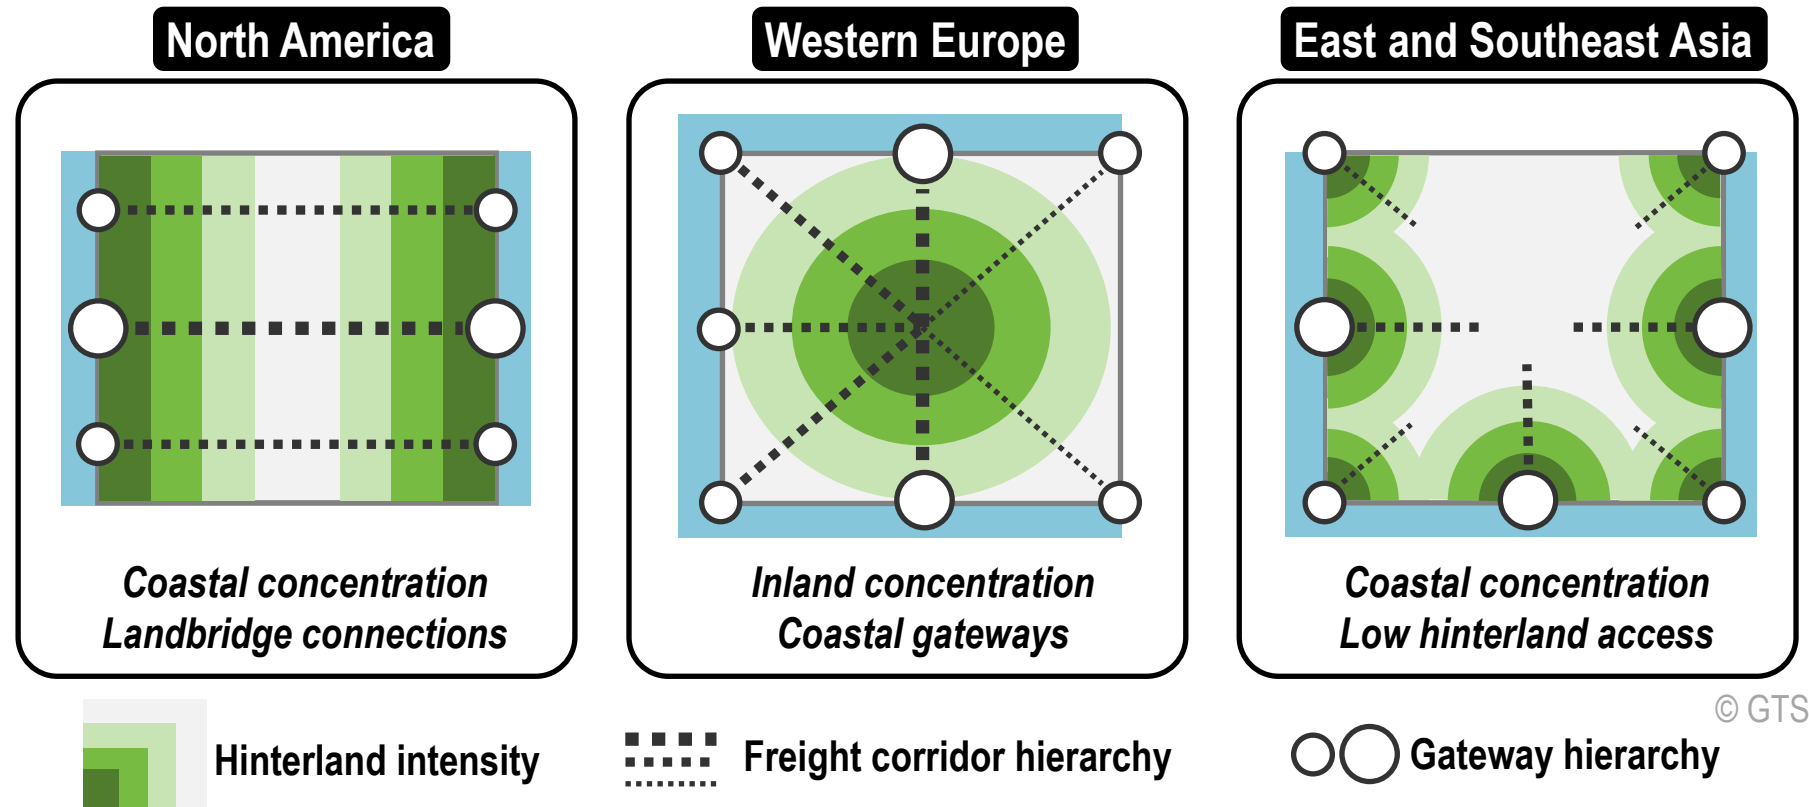 North America
Western Europe
East and Southeast Asia
Coastal concentration
Landbridge connections
Inland concentration
Coastal gateways
Coastal concentration
Low hinterland access
© GTS
Hinterland intensity
Freight corridor hierarchy
Gateway hierarchy